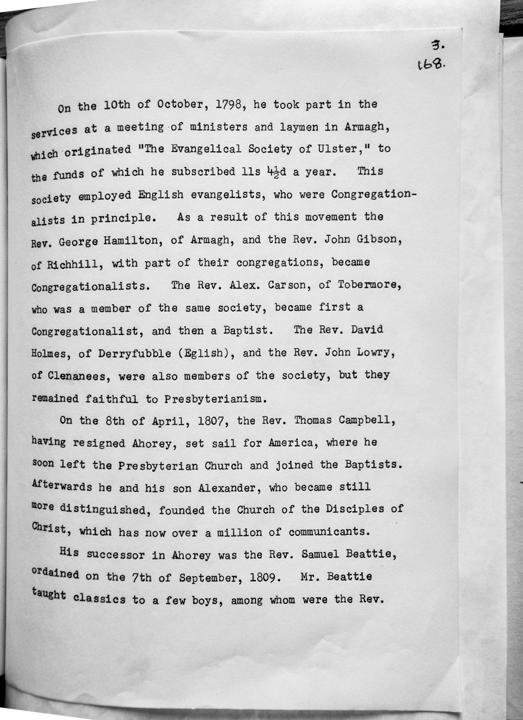 3.
168.
On the 10th of October, 1798, he took part in the
services at a meeting of ministers and laymen in Armagh,
which originated "The Evangelical Society of Ulster," to
the funds of which he subscribed 11s 4½d a year. This
society employed English evangelists, who were Congregation-
alists in principle. As a result of this movement the
Rev. George Hamilton, of Armagh, and the Rev. John Gibson,
of Richhill, with part of their congregations, became
Congregationalists. The Rev. Alex. Carson, of Tobermore,
who was a member of the same society, became first a
Congregationalist, and then a Baptist. The Rev. David
Holmes, of Derryfubble (Eglish), and the Rev. John Lowry,
of Clenanees, were also members of the society, but they
remained faithful to Presbyterianism.
On the 8th of April, 1807, the Rev. Thomas Campbell,
having resigned Ahorey, set sail for America, where he
soon left the Presbyterian Church and joined the Baptists.
Afterwards he and his son Alexander, who became still
more distinguished, founded the Church of the Disciples of
Christ, which has now over a million of communicants.
His successor in Ahorey was the Rev. Samuel Beattie,
ordained on the 7th of September, 1809. Mr. Beattie
taught classics to a few boys, among whom were the Rev.